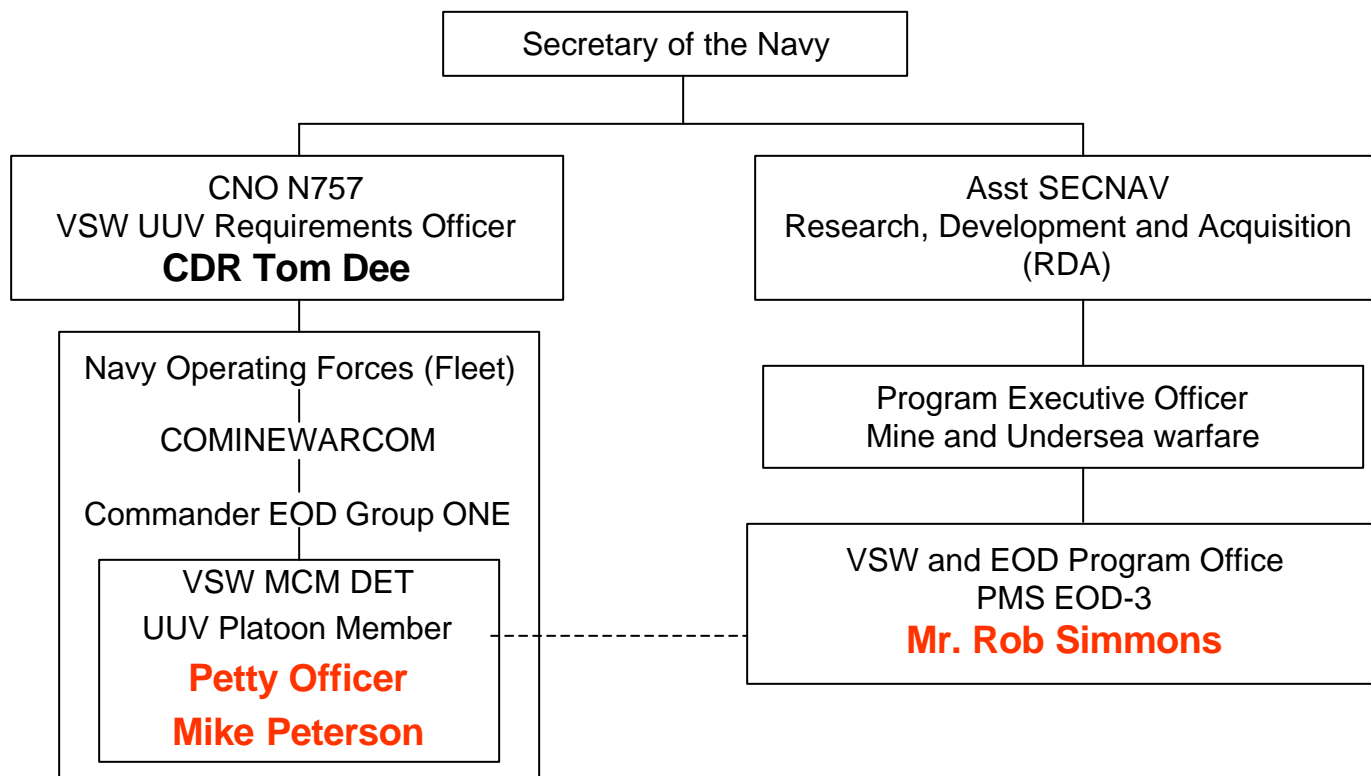 Secretary of the Navy
CNO N757
VSW UUV Requirements Officer
CDR Tom Dee
Navy Operating Forces (Fleet)
COMINEWARCOM
Commander EOD Group ONE
VSW MCM DET
UUV Platoon Member
Petty Officer
Mike Peterson
Asst SECNAV
Research, Development and Acquisition
(RDA)
Program Executive Officer
Mine and Undersea warfare
VSW and EOD Program Office
PMS EOD-3
Mr. Rob Simmons